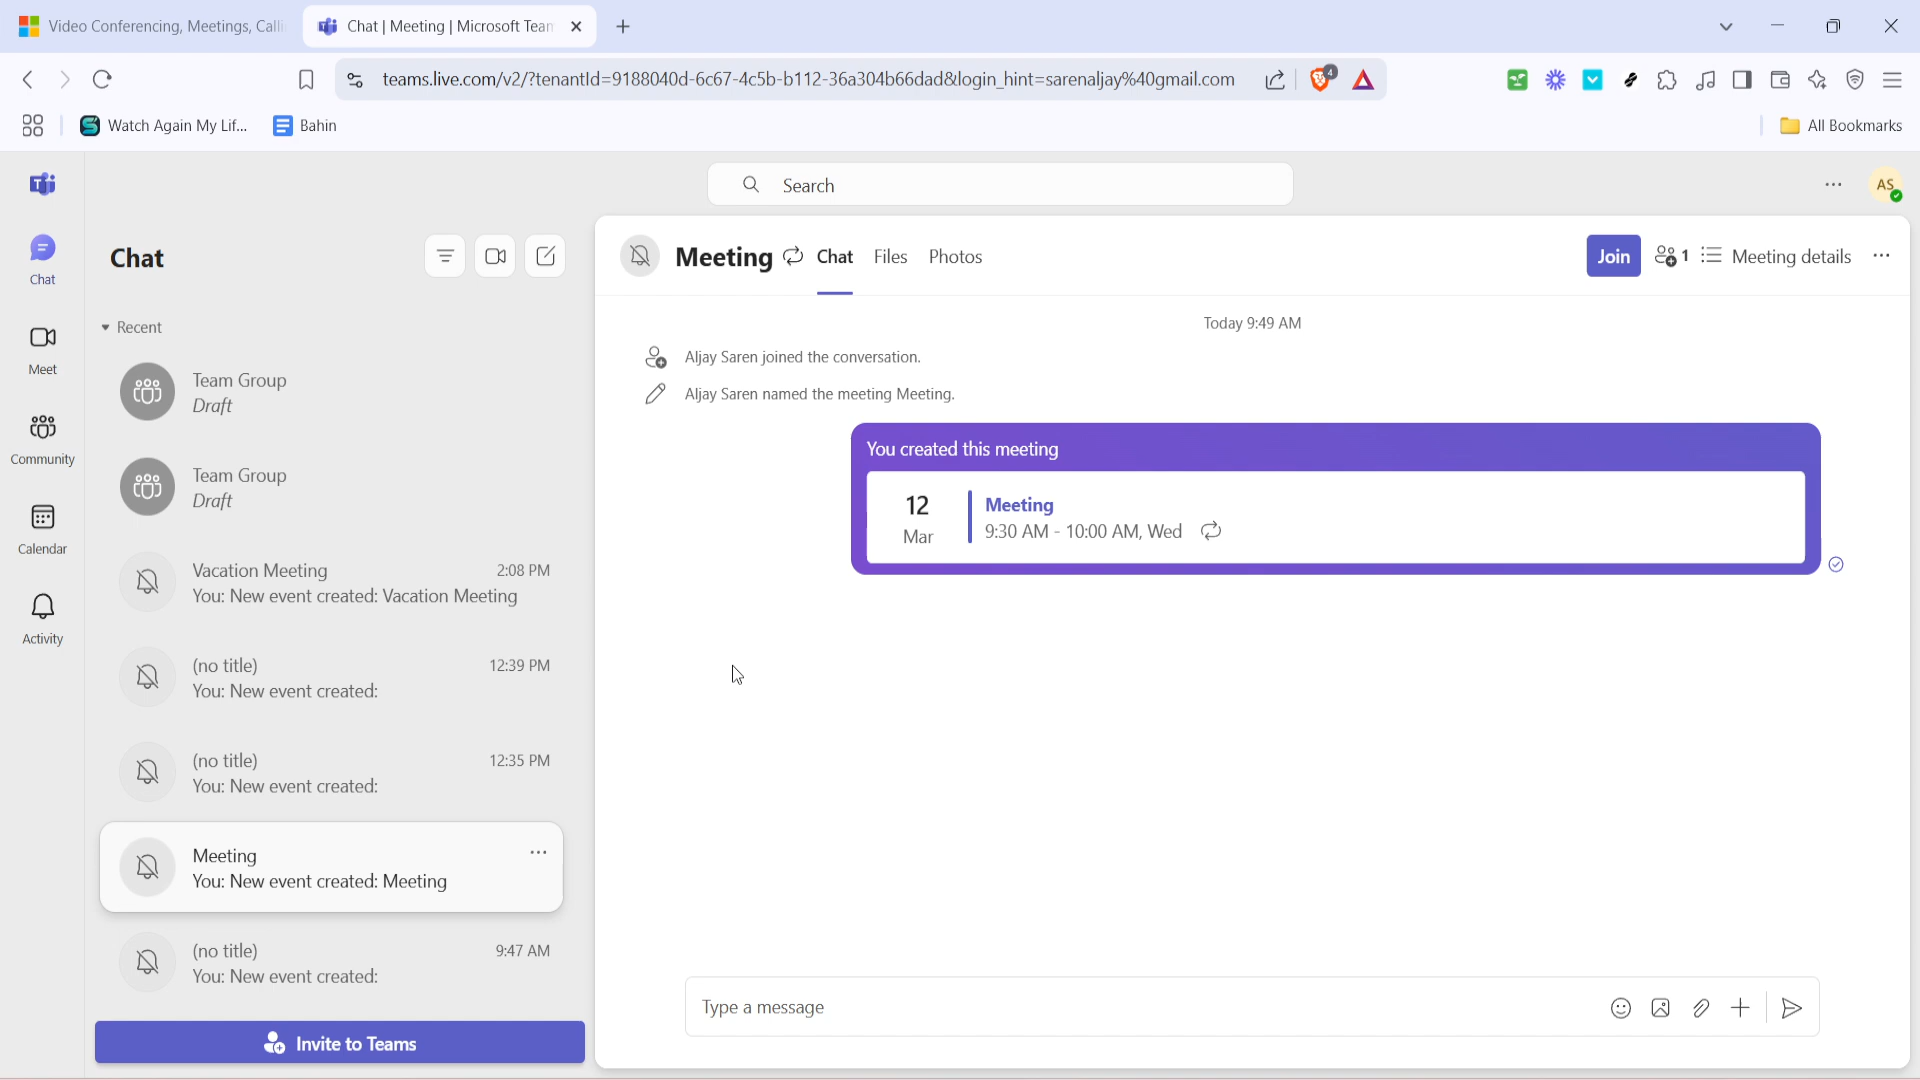 Video Conferencing, Meetings, Calli
Chat | Meeting | Microsoft Team
teams.live.com/v2/?tenantId=9188040d-6c67-4c5b-b112-36a304b66dad&login_hint=sarenaljay%40gmail.com
4
Watch Again My Lif...
Bahin
All Bookmarks
Search
AS
Chat
Meet
Community
Calendar
Activity
Chat
Recent
Team Group
Draft
Team Group
Draft
Vacation Meeting 2:08 PM
You: New event created: Vacation Meeting
(no title) 12:39 PM
You: New event created:
(no title) 12:35 PM
You: New event created:
Meeting
You: New event created: Meeting
(no title) 9:47 AM
You: New event created:
Invite to Teams
Meeting Chat Files Photos
Join 1 Meeting details
Today 9:49 AM
Aljay Saren joined the conversation.
Aljay Saren named the meeting Meeting.
You created this meeting
12
Mar
Meeting
9:30 AM - 10:00 AM, Wed
Type a message